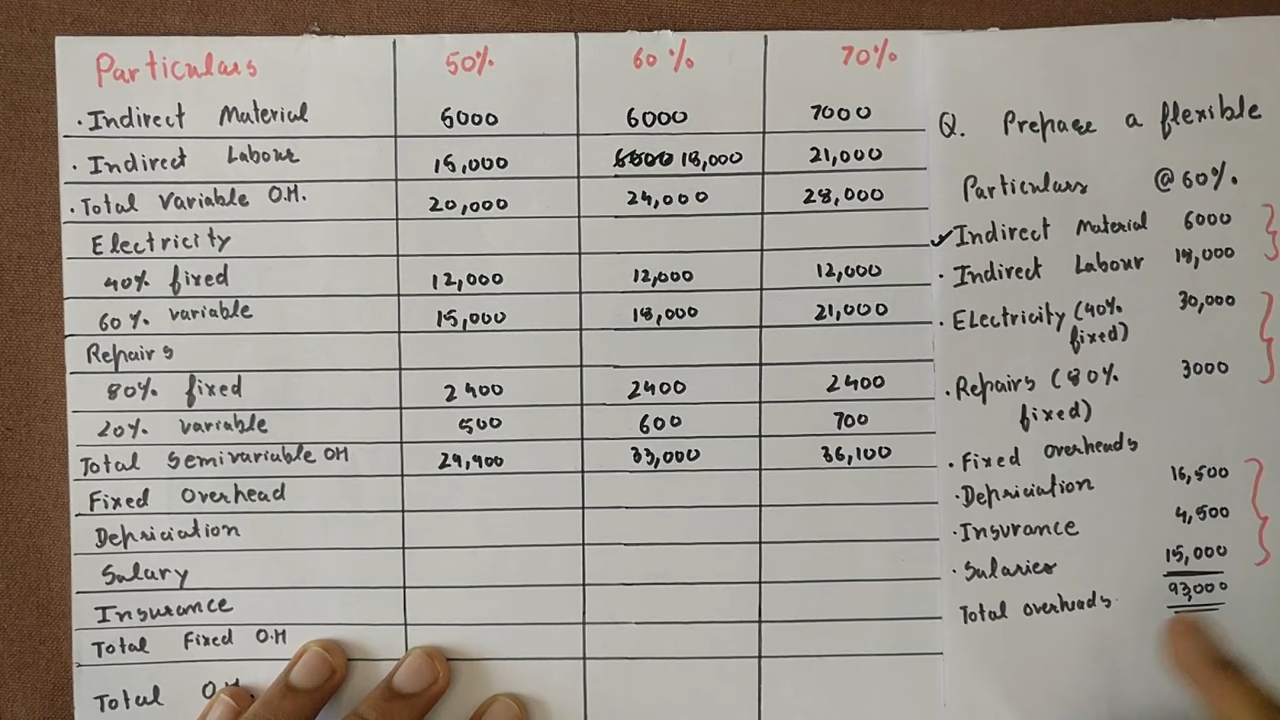 Particulars 50% 60% 70%
· Indirect Material 5000 6000 7000
· Indirect Labour 15,000 18,000 21,000
· Total Variable O.H. 20,000 24,000 28,000
Electricity
40% fixed 12,000 12,000 12,000
60% variable 15,000 18,000 21,000
Repairs
80% fixed 2400 2400 2400
20% variable 500 600 700
Total Semivariable OH 29,900 33,000 36,100
Fixed Overhead
Depriciation
Salary
Insurance
Total Fixed O.H
Total O.H.
Q. Prepare a flexible
Particulars @ 60%.
✓ Indirect Material 6000
· Indirect Labour 18,000
· Electricity (40% 30,000
fixed)
· Repairs (80% 3000
fixed)
· Fixed overheads
· Depriciation 16,500
· Insurance 4,500
· Salaries 15,000
Total overheads 93,000